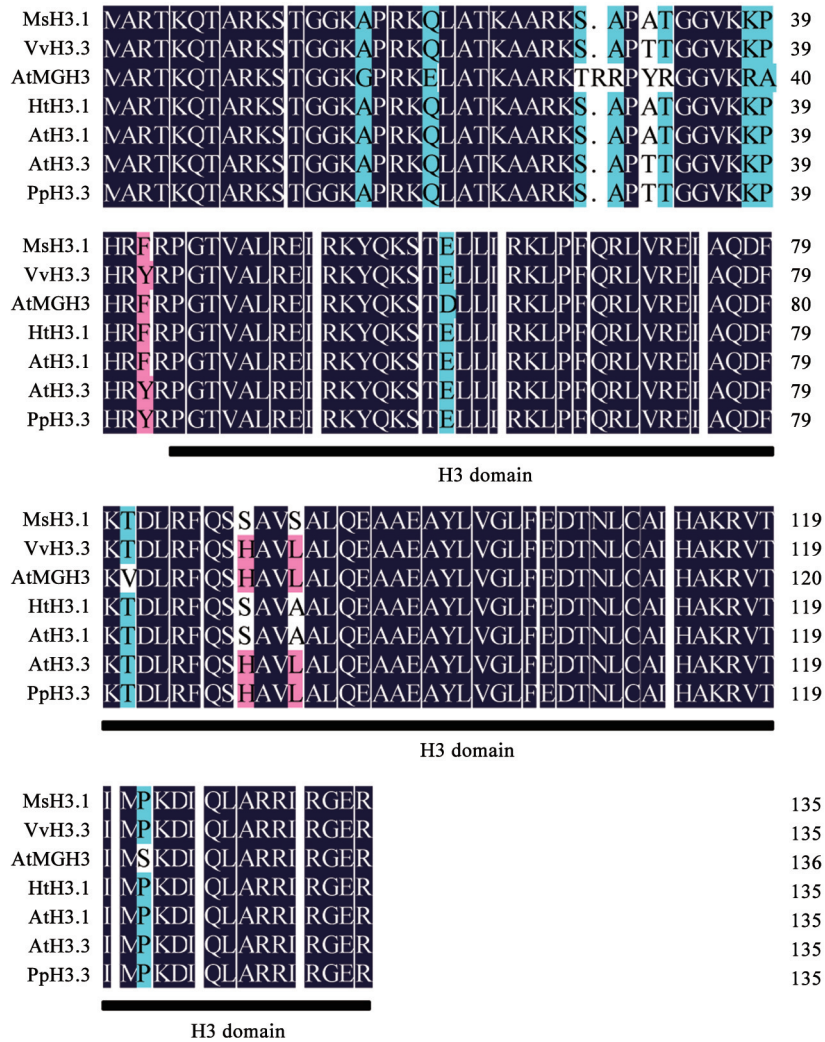 MsH3.1 MARTKQTARKSTGGKAPRKQLATKAARKS.APATGGVKKP 39
VvH3.3 MARTKQTARKSTGGKAPRKQLATKAARKS.APTTGGVKKP 39
AtMGH3 MARTKQTARKSTGGKGPRKELATKAARKTRRPYRGGVKRA 40
HtH3.1 MARTKQTARKSTGGKAPRKQLATKAARKS.APATGGVKKP 39
AtH3.1 MARTKQTARKSTGGKAPRKQLATKAARKS.APATGGVKKP 39
AtH3.3 MARTKQTARKSTGGKAPRKQLATKAARKS.APTTGGVKKP 39
PpH3.3 MARTKQTARKSTGGKAPRKQLATKAARKS.APTTGGVKKP 39
MsH3.1 HRFRPGTVALREIRKYQKSTELLIRKLPFQRLVREIAQDF 79
VvH3.3 HRYRPGTVALREIRKYQKSTELLIRKLPFQRLVREIAQDF 79
AtMGH3 HRFRPGTVALREIRKYQKSTDLLIRKLPFQRLVREIAQDF 80
HtH3.1 HRFRPGTVALREIRKYQKSTELLIRKLPFQRLVREIAQDF 79
AtH3.1 HRFRPGTVALREIRKYQKSTELLIRKLPFQRLVREIAQDF 79
AtH3.3 HRYRPGTVALREIRKYQKSTELLIRKLPFQRLVREIAQDF 79
PpH3.3 HRYRPGTVALREIRKYQKSTELLIRKLPFQRLVREIAQDF 79
H3 domain
MsH3.1 KTDLRFQSSAVSALQEAAEAYLVGLFEDTNLCAIHAKRVT 119
VvH3.3 KTDLRFQSHAVLALQEAAEAYLVGLFEDTNLCAIHAKRVT 119
AtMGH3 KVDLRFQSHAVLALQEAAEAYLVGLFEDTNLCAIHAKRVT 120
HtH3.1 KTDLRFQSSAVAALQEAAEAYLVGLFEDTNLCAIHAKRVT 119
AtH3.1 KTDLRFQSSAVAALQEAAEAYLVGLFEDTNLCAIHAKRVT 119
AtH3.3 KTDLRFQSHAVLALQEAAEAYLVGLFEDTNLCAIHAKRVT 119
PpH3.3 KTDLRFQSHAVLALQEAAEAYLVGLFEDTNLCAIHAKRVT 119
H3 domain
MsH3.1 IMPKDIQLARRIRGER 135
VvH3.3 IMPKDIQLARRIRGER 135
AtMGH3 IMSKDIQLARRIRGER 136
HtH3.1 IMPKDIQLARRIRGER 135
AtH3.1 IMPKDIQLARRIRGER 135
AtH3.3 IMPKDIQLARRIRGER 135
PpH3.3 IMPKDIQLARRIRGER 135
H3 domain